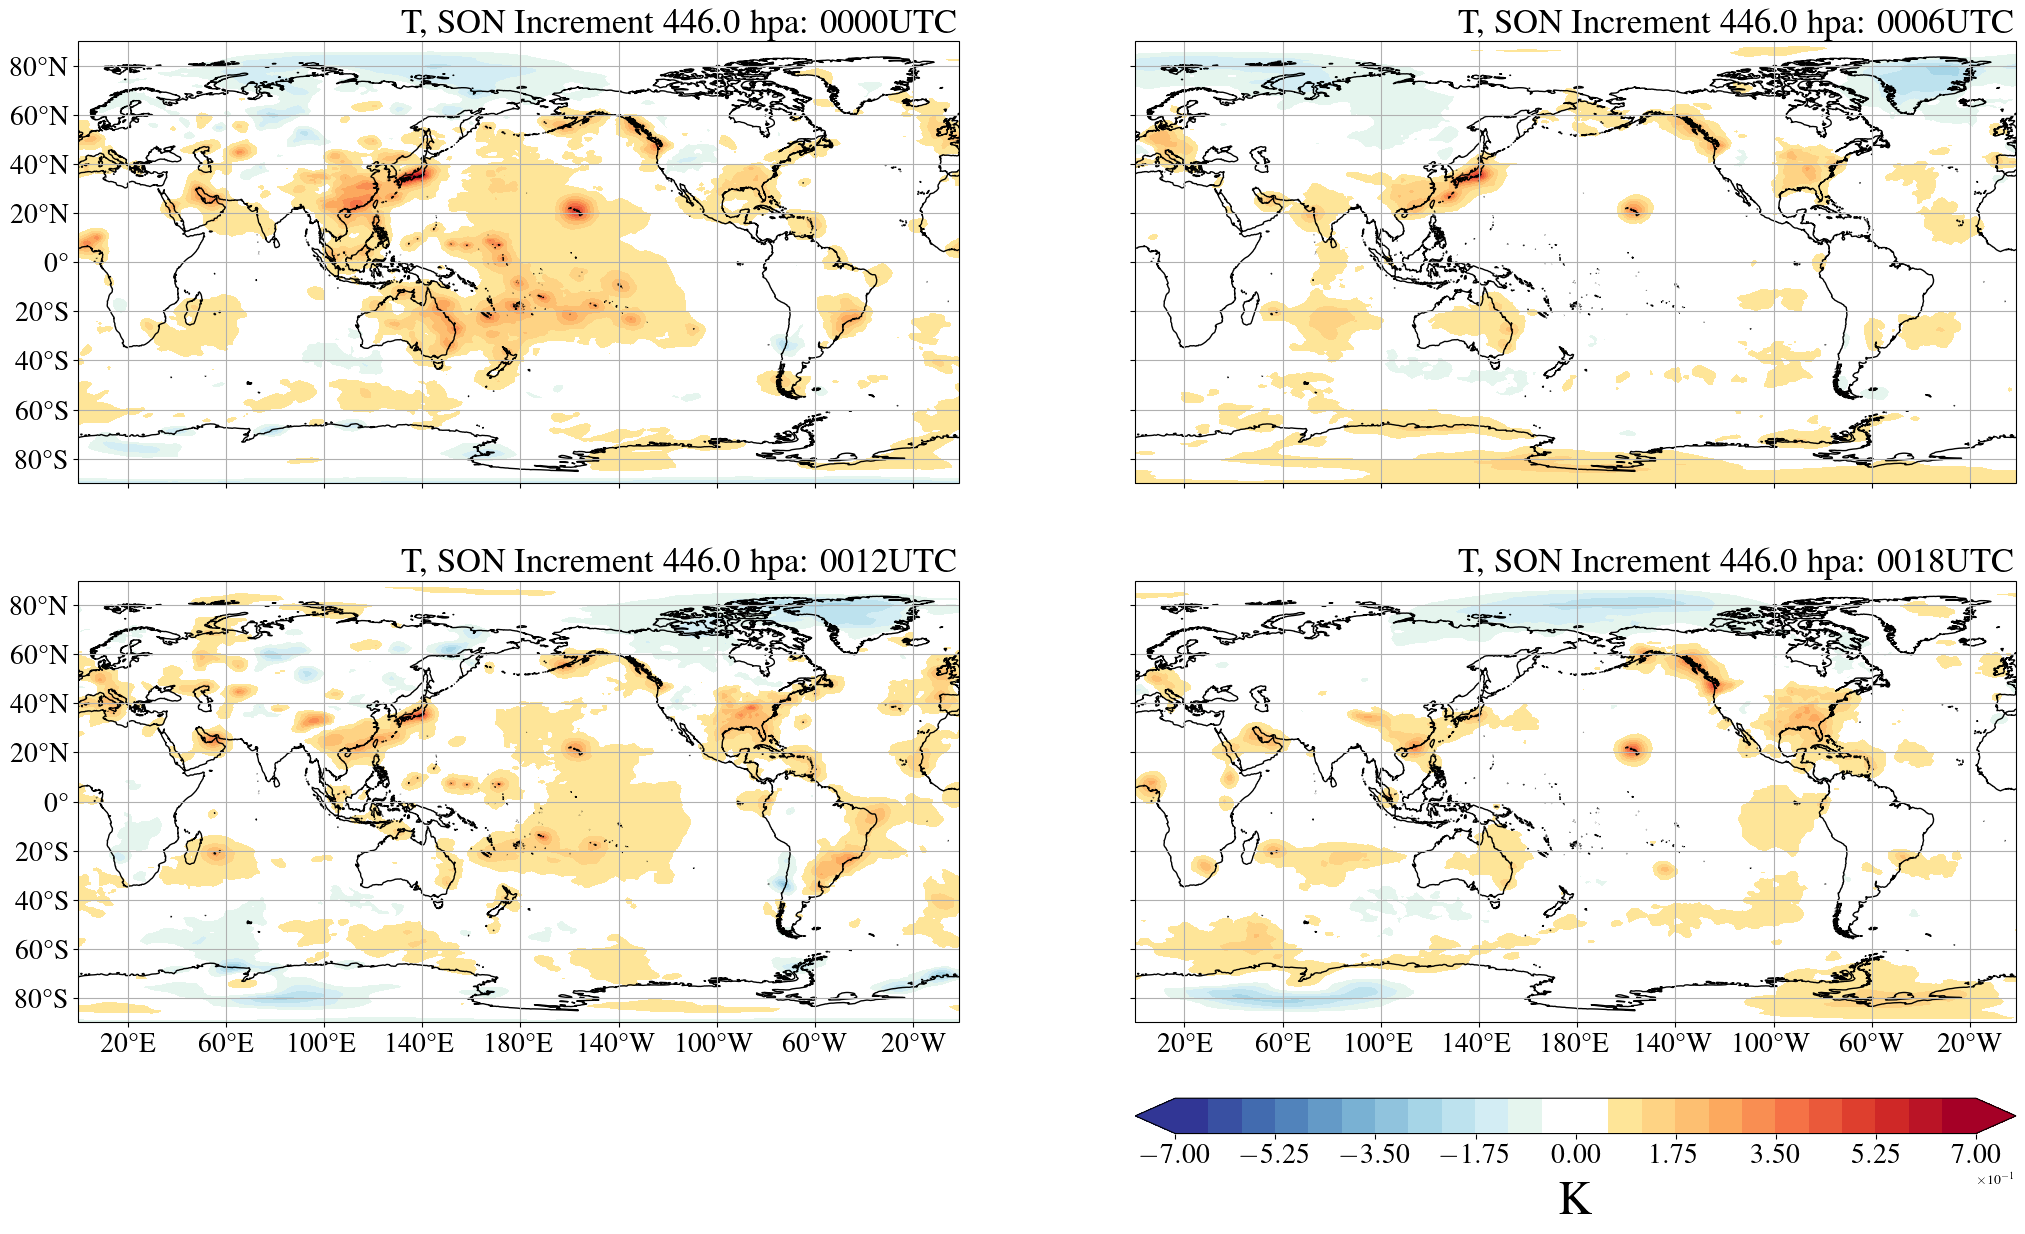 T, SON Increment 446.0 hpa: 0000UTC
T, SON Increment 446.0 hpa: 0006UTC
80°N
60°N
40°N
20°N
0°
20°S
40°S
60°S
80°S
T, SON Increment 446.0 hpa: 0012UTC
T, SON Increment 446.0 hpa: 0018UTC
80°N
60°N
40°N
20°N
0°
20°S
40°S
60°S
80°S
20°E 60°E 100°E 140°E 180°E 140°W 100°W 60°W 20°W
20°E 60°E 100°E 140°E 180°E 140°W 100°W 60°W 20°W
−7.00 −5.25 −3.50 −1.75 0.00 1.75 3.50 5.25 7.00
×10⁻¹
K